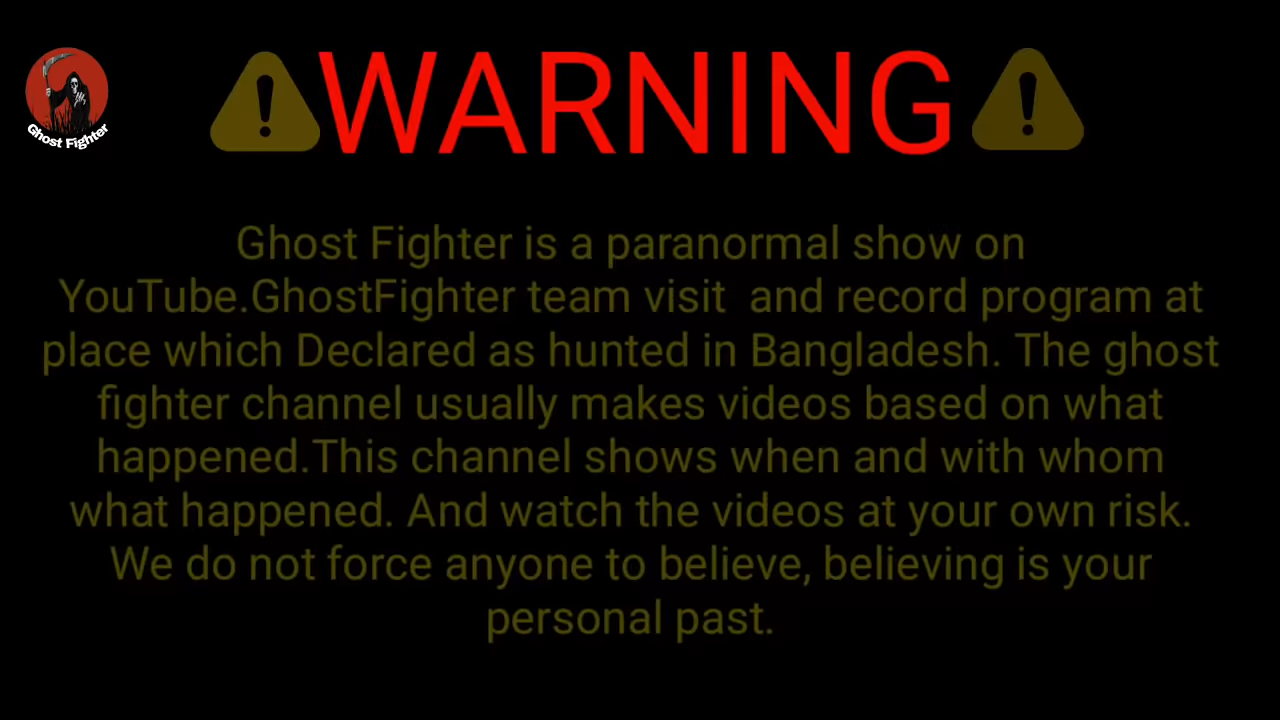 WARNING
Ghost Fighter
Ghost Fighter is a paranormal show on
YouTube.GhostFighter team visit and record program at
place which Declared as hunted in Bangladesh. The ghost
fighter channel usually makes videos based on what
happened.This channel shows when and with whom
what happened. And watch the videos at your own risk.
We do not force anyone to believe, believing is your
personal past.